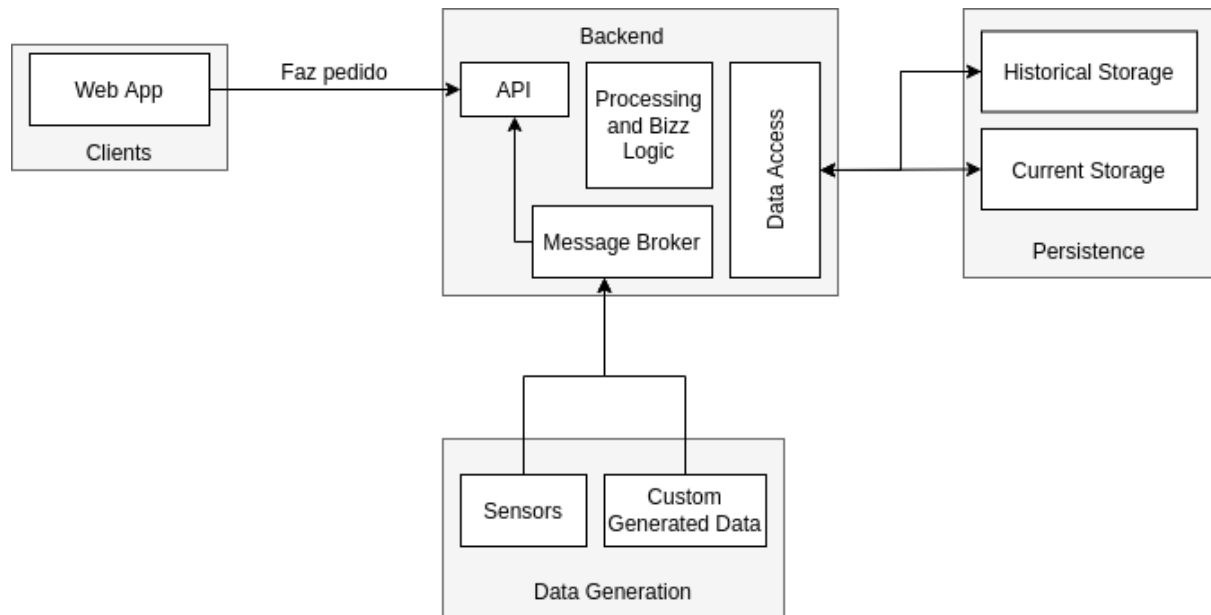 Backend
Web App
Clients
Faz pedido
API
Processing
and Bizz
Logic
Data Access
Message Broker
Historical Storage
Current Storage
Persistence
Sensors
Custom
Generated Data
Data Generation